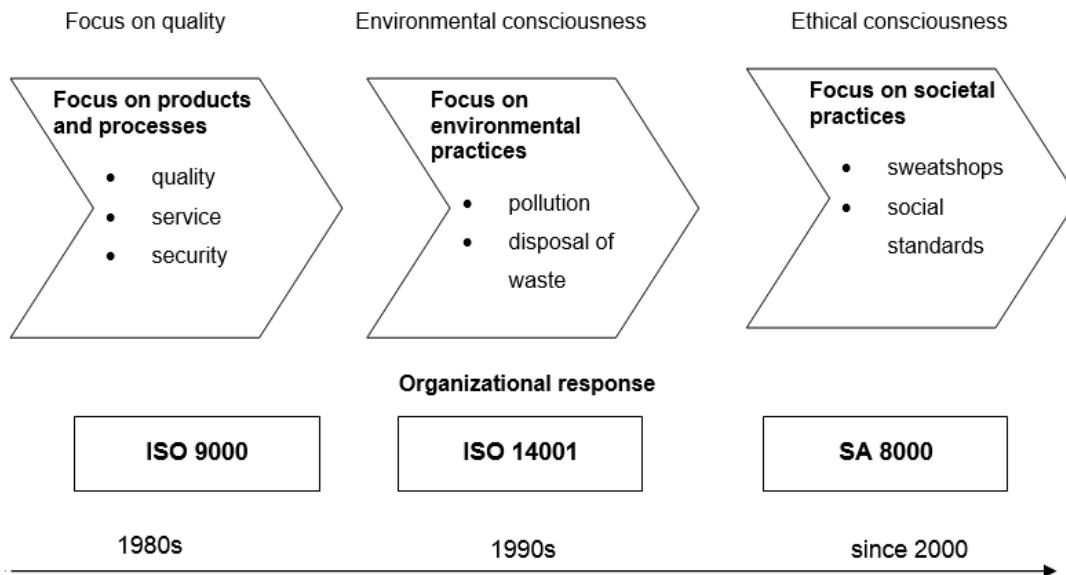 Focus on quality
Environmental consciousness
Ethical consciousness
Focus on products
and processes
• quality
• service
• security
Focus on
environmental
practices
• pollution
• disposal of
waste
Focus on societal
practices
• sweatshops
• social
standards
Organizational response
ISO 9000
ISO 14001
SA 8000
1980s
1990s
since 2000